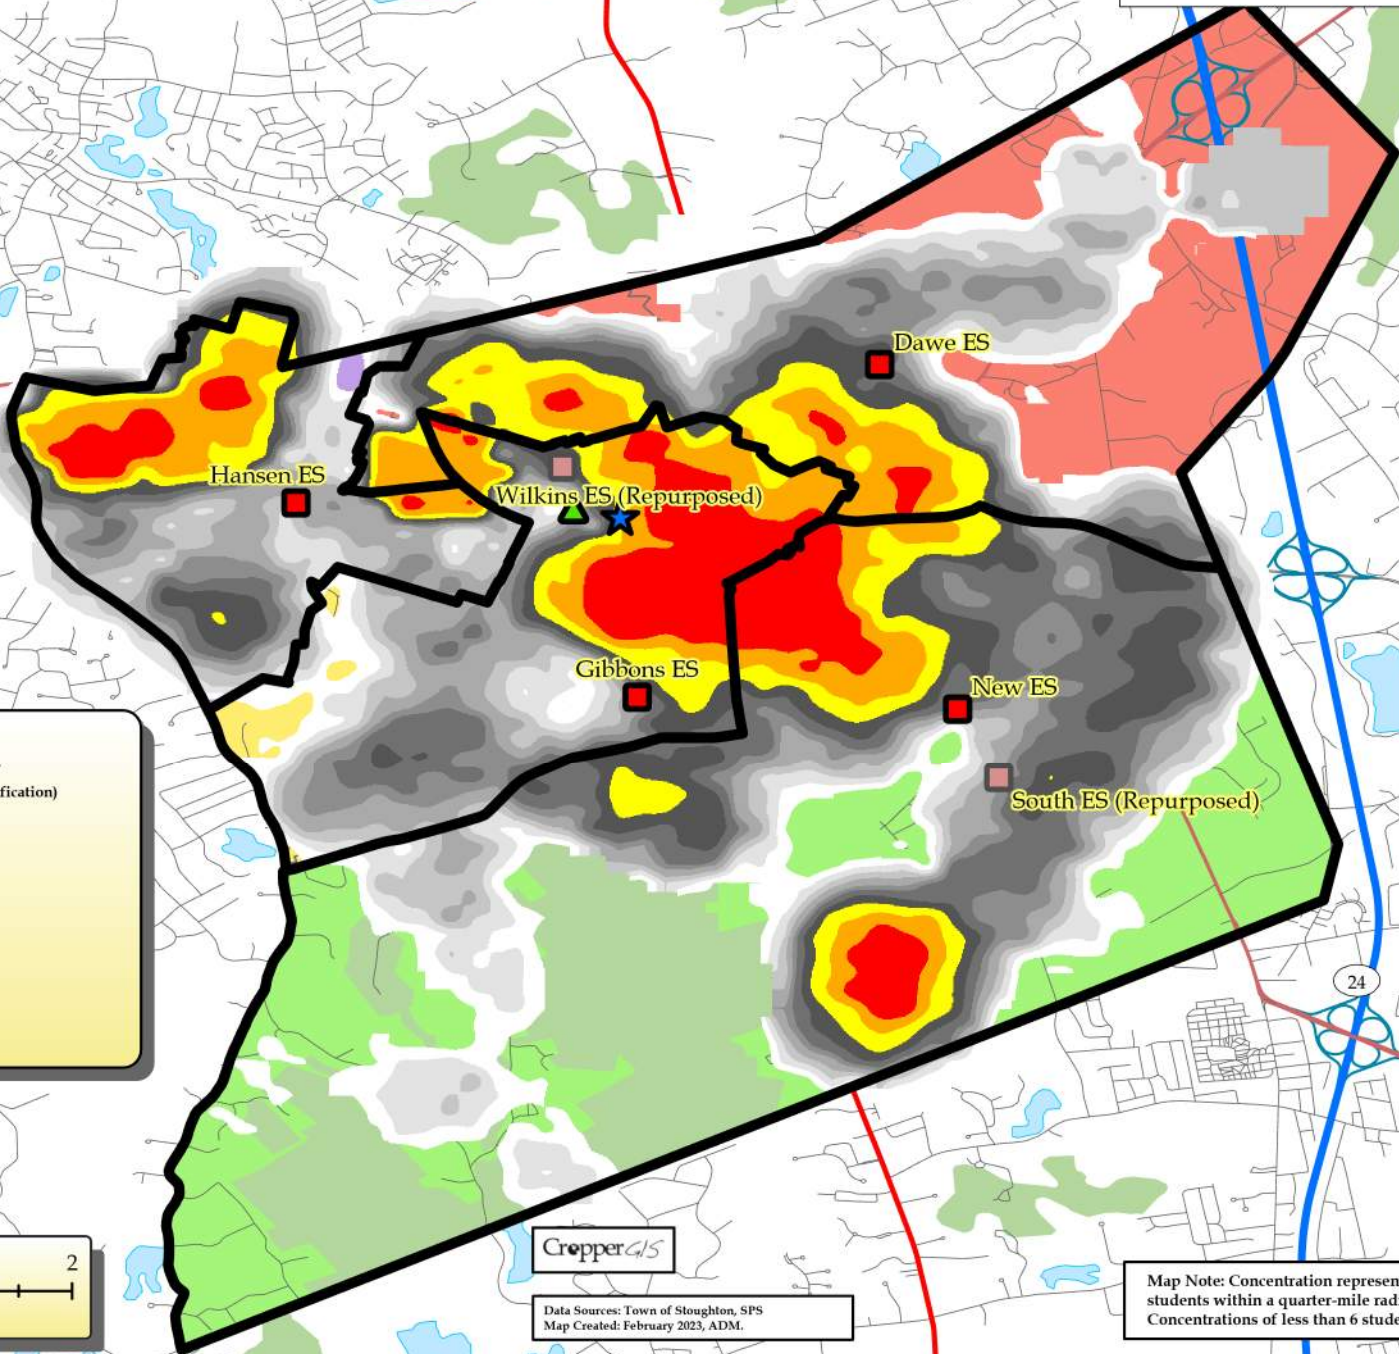 Dawe ES
Hansen ES
Wilkins ES (Repurposed)
Gibbons ES
New ES
fication)
South ES (Repurposed)
24
2
CropperGIS
Data Sources: Town of Stoughton, SPS
Map Created: February 2023, ADM.
Map Note: Concentration represen
students within a quarter-mile rad
Concentrations of less than 6 stude